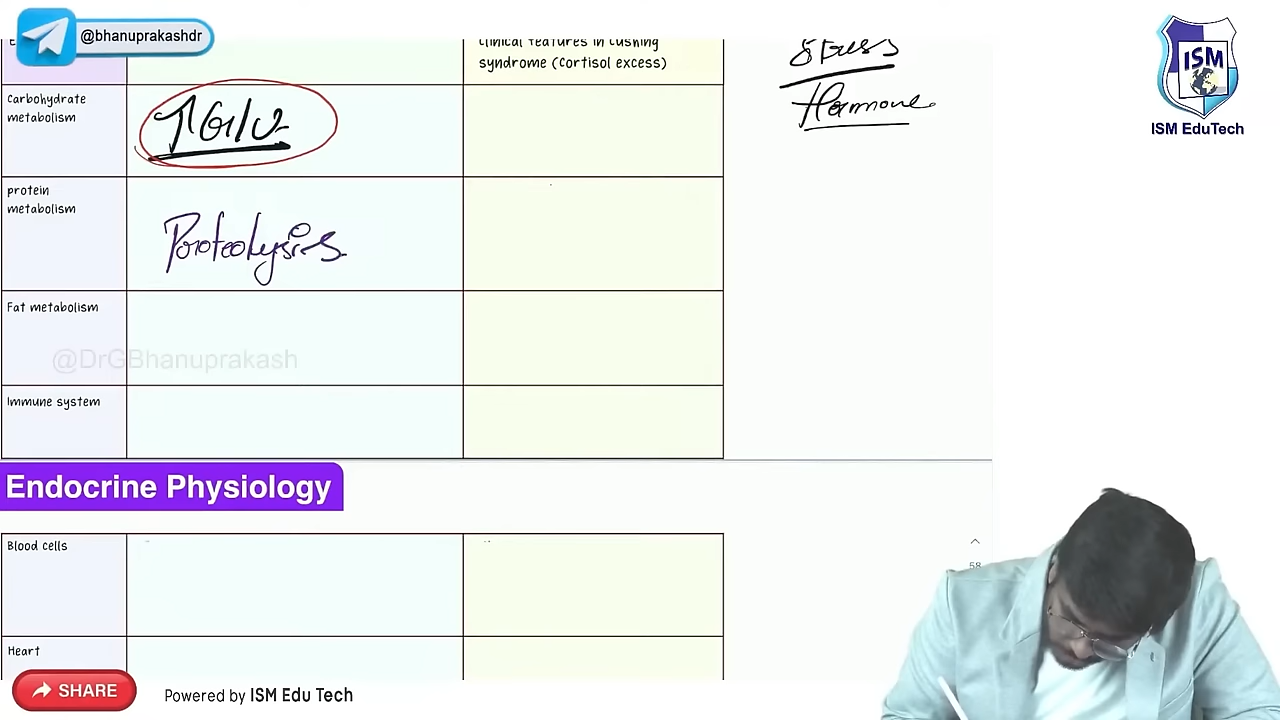 @bhanuprakashdr
clinical features in cushing
syndrome (Cortisol excess)
Stress
Hormone
ISM
ISM EduTech
Carbohydrate
metabolism
↑Glu
protein
metabolism
Proteolysis
Fat metabolism
@DrGBhanuprakash
Immune system
Endocrine Physiology
Blood cells
58
Heart
SHARE
Powered by ISM Edu Tech